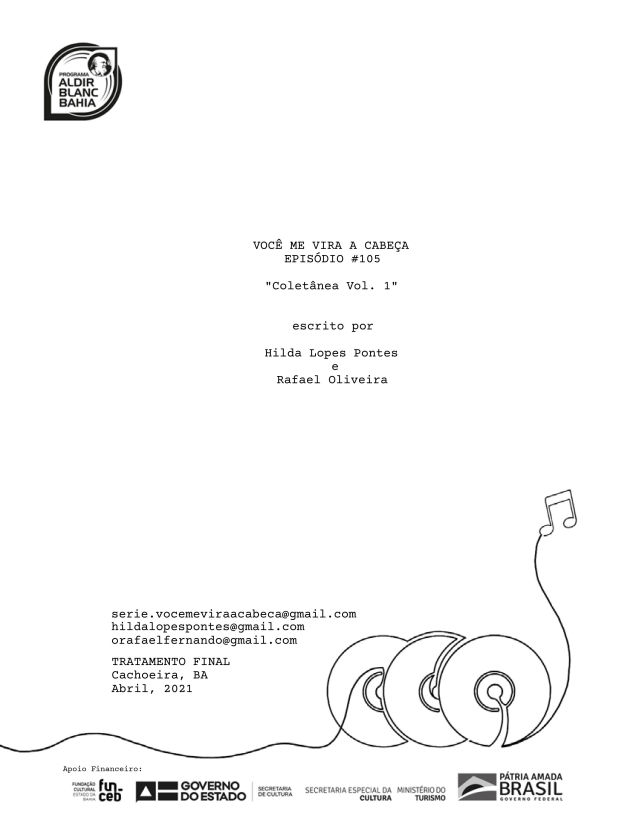 PROGRAMA
ALDIR
BLANC
BAHIA
VOCÊ ME VIRA A CABEÇA
EPISÓDIO #105
"Coletânea Vol. 1"
escrito por
Hilda Lopes Pontes
e
Rafael Oliveira
serie.vocemeviraacabeca@gmail.com
hildalopespontes@gmail.com
orafaelfernando@gmail.com
TRATAMENTO FINAL
Cachoeira, BA
Abril, 2021
Apoio Financeiro:
FUNDAÇÃO
CULTURAL
ESTADO DA
BAHIA
fun
ceb
GOVERNO
DO ESTADO
SECRETARIA
DE CULTURA
SECRETARIA ESPECIAL DA
CULTURA
MINISTÉRIO DO
TURISMO
PÁTRIA AMADA
BRASIL
GOVERNO FEDERAL